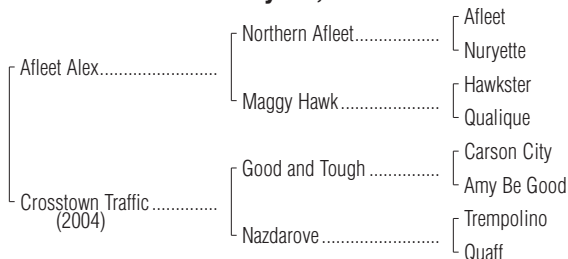 Afleet
Northern Afleet..................
Nuryette
Afleet Alex.........................
Hawkster
Maggy Hawk.....................
Qualique
Carson City
Good and Tough ...............
Amy Be Good
Crosstown Traffic ..............
(2004)
Trempolino
Nazdarove.........................
Quaff